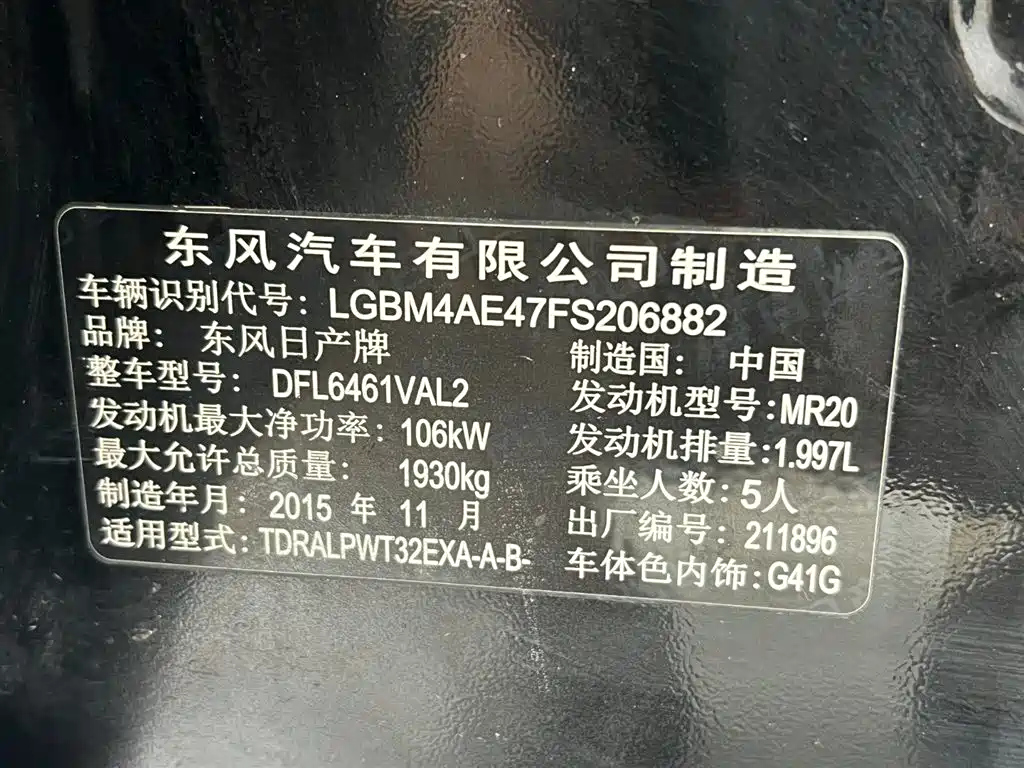 东风汽车有限公司制造
车辆识别代号: LGBM4AE47FS206882
品牌: 东风日产牌 制造国: 中国
整车型号: DFL6461VAL2 发动机型号:MR20
发动机最大净功率: 106kW 发动机排量:1.997L
最大允许总质量: 1930kg 乘坐人数: 5人
制造年月: 2015 年 11 月 出厂编号: 211896
适用型式: TDRALPWT32EXA-A-B- 车体色内饰:G41G